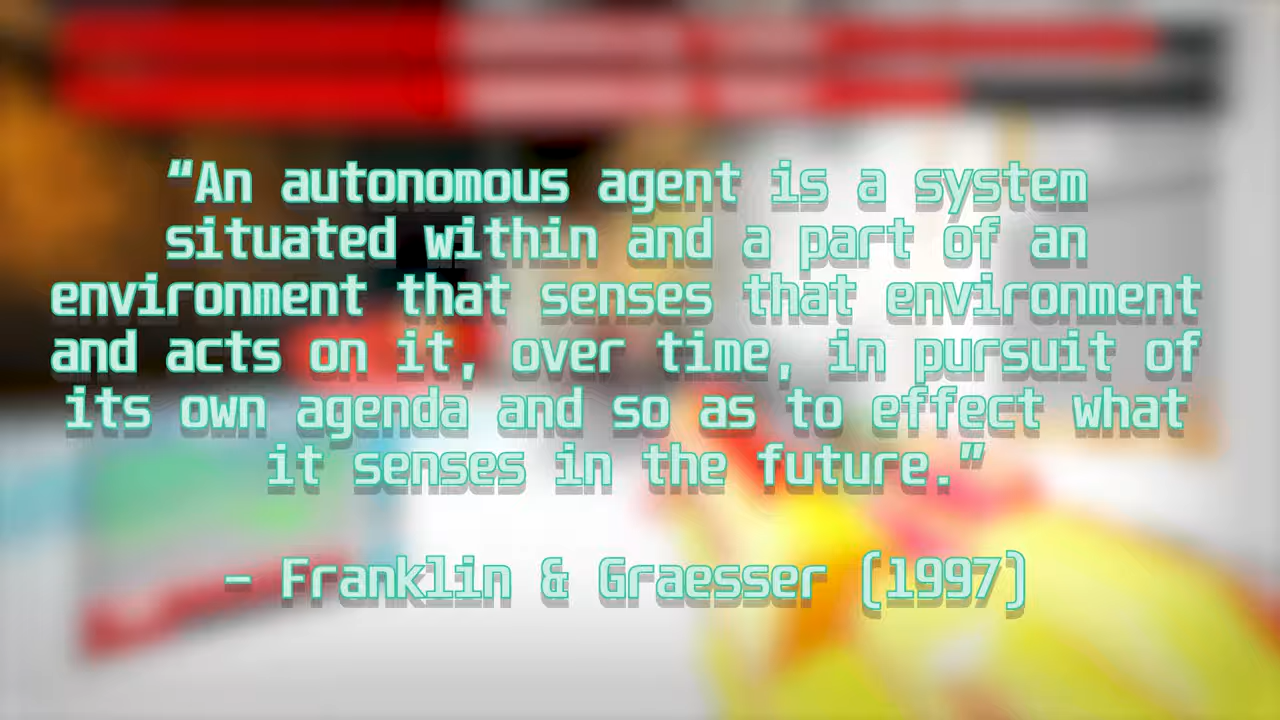 “An autonomous agent is a system
situated within and a part of an
environment that senses that environment
and acts on it, over time, in pursuit of
its own agenda and so as to effect what
it senses in the future.”
– Franklin & Graesser (1997)